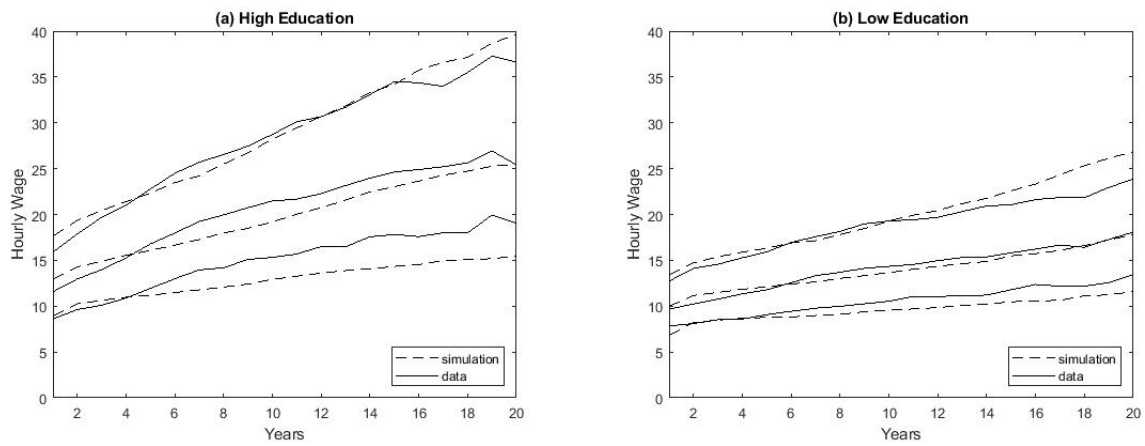 (a) High Education
40
35
30
25
20
15
10
5
0
Hourly Wage
2 4 6 8 10 12 14 16 18 20
Years
simulation
data
(b) Low Education
40
35
30
25
20
15
10
5
0
Hourly Wage
2 4 6 8 10 12 14 16 18 20
Years
simulation
data